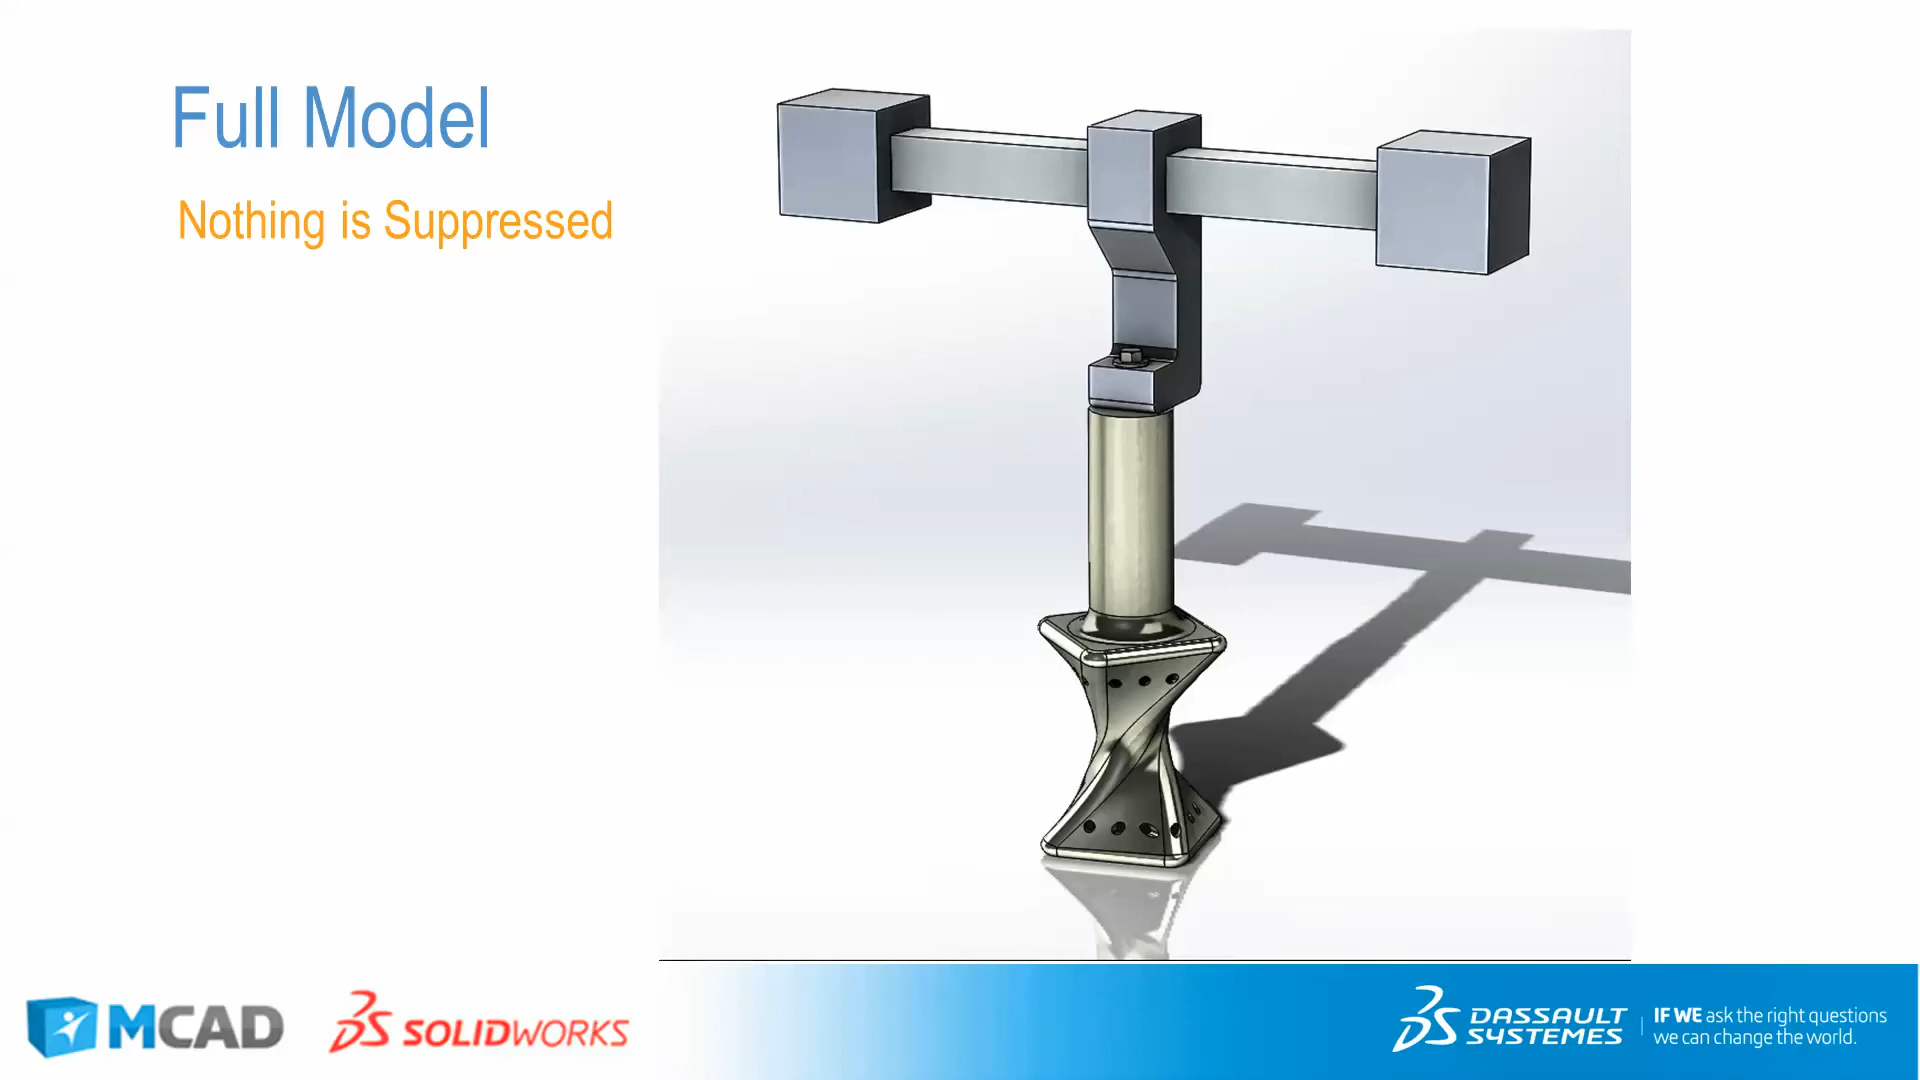 Full Model
Nothing is Suppressed
MCAD
SOLIDWORKS
DASSAULT
SYSTEMES
IF WE ask the right questions
we can change the world.